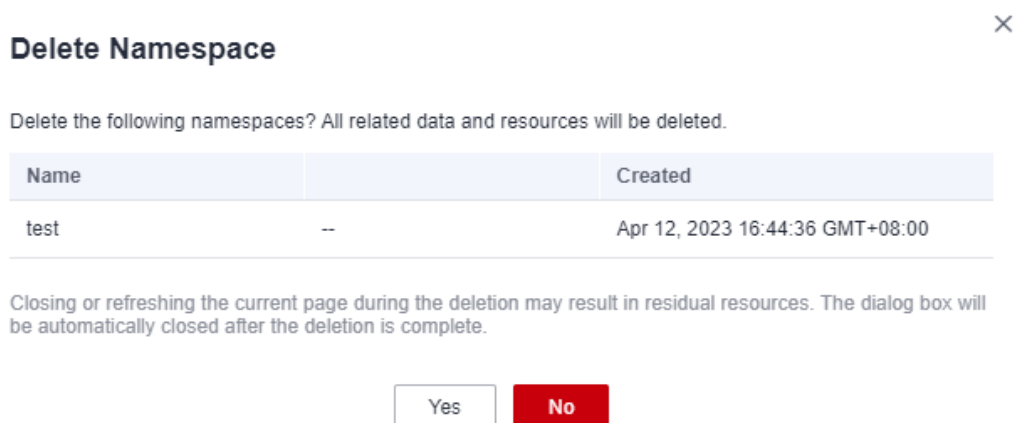 Delete Namespace
Delete the following namespaces? All related data and resources will be deleted.
Name Created
test -- Apr 12, 2023 16:44:36 GMT+08:00
Closing or refreshing the current page during the deletion may result in residual resources. The dialog box will
be automatically closed after the deletion is complete.
Yes No